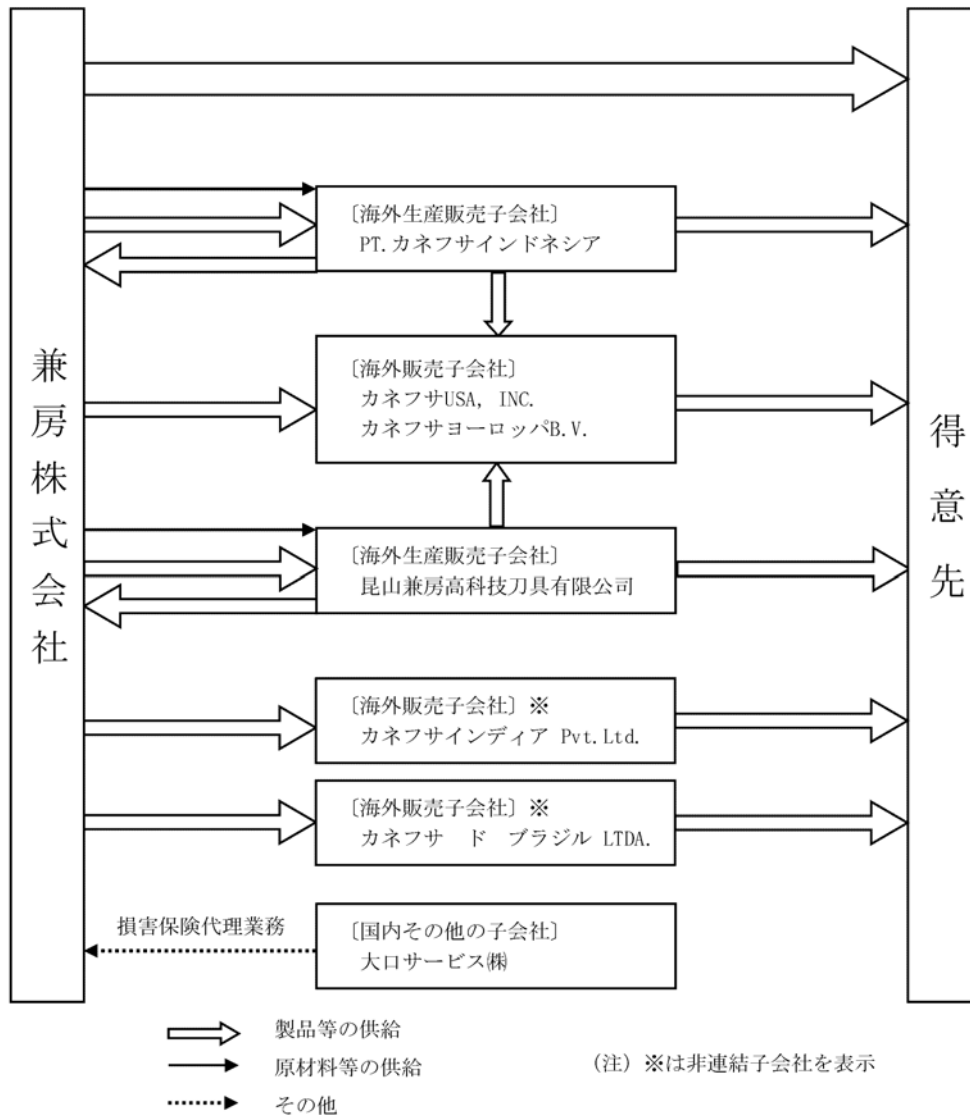 兼房株式会社
〔海外生産販売子会社〕
PT.カネフサインドネシア
〔海外販売子会社〕
カネフサUSA, INC.
カネフサヨーロッパB.V.
〔海外生産販売子会社〕
昆山兼房高科技刀具有限公司
〔海外販売子会社〕※
カネフサインディア Pvt.Ltd.
〔海外販売子会社〕※
カネフサ　ド　ブラジル LTDA.
損害保険代理業務
〔国内その他の子会社〕
大口サービス㈱
得意先
製品等の供給
原材料等の供給
その他
(注) ※は非連結子会社を表示